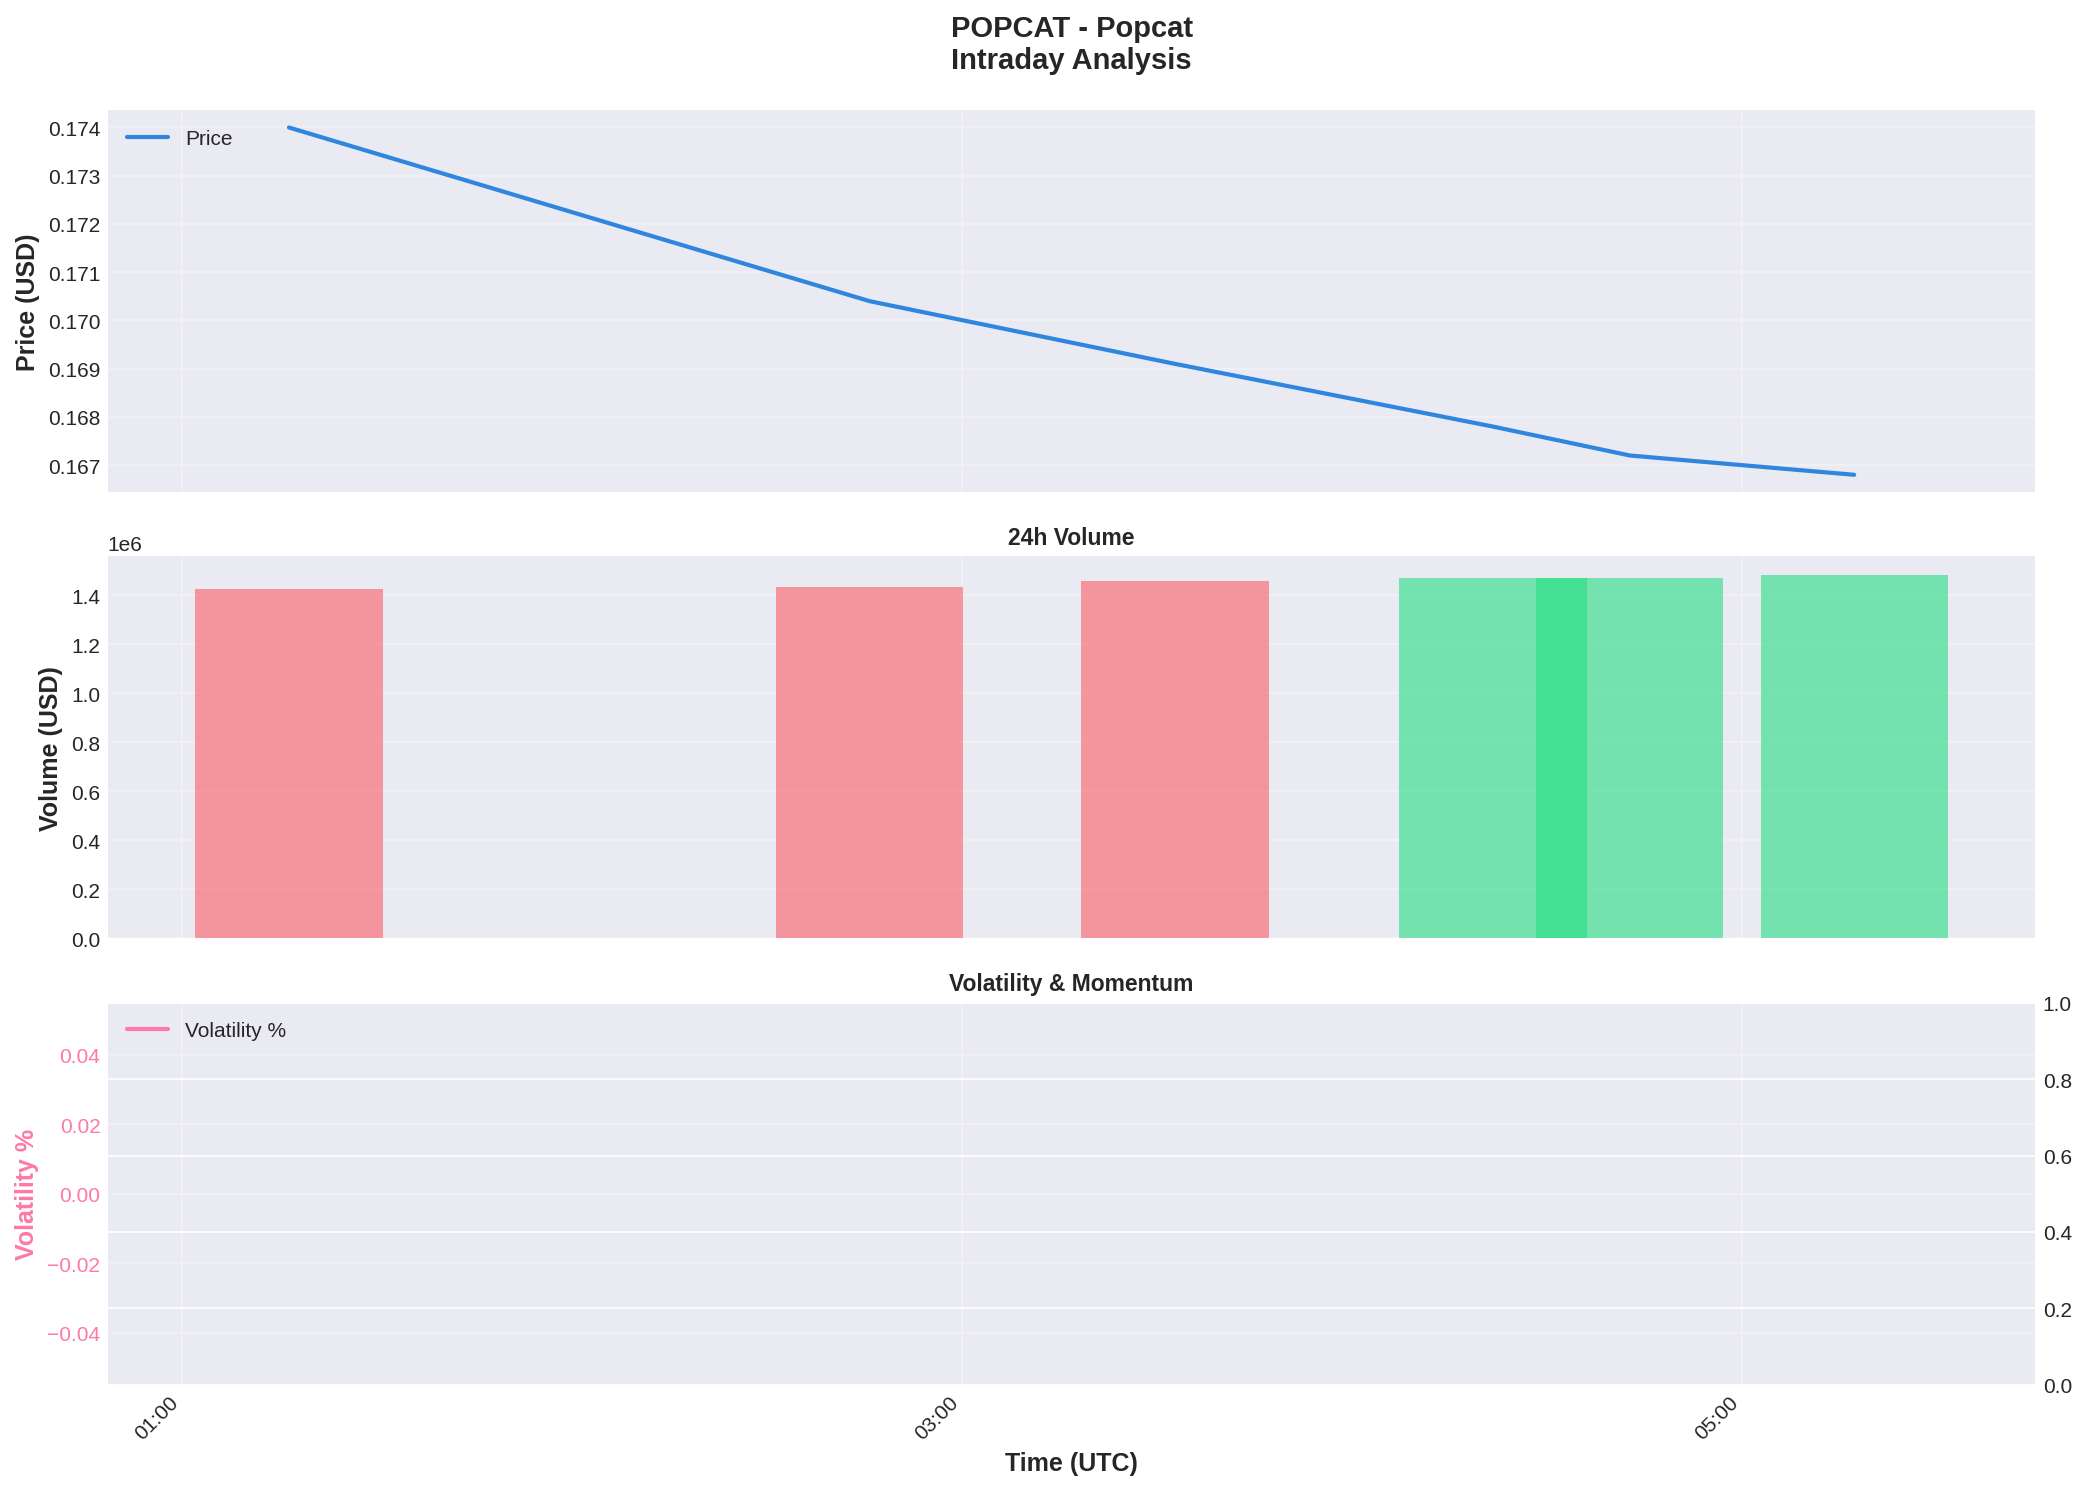 POPCAT - Popcat
Intraday Analysis
Price
0.174
0.173
0.172
0.171
0.170
0.169
0.168
0.167
Price (USD)
24h Volume
1e6
1.4
1.2
1.0
0.8
0.6
0.4
0.2
0.0
Volume (USD)
Volatility & Momentum
Volatility %
0.04
0.02
0.00
−0.02
−0.04
Volatility %
1.0
0.8
0.6
0.4
0.2
0.0
01:00
03:00
05:00
Time (UTC)